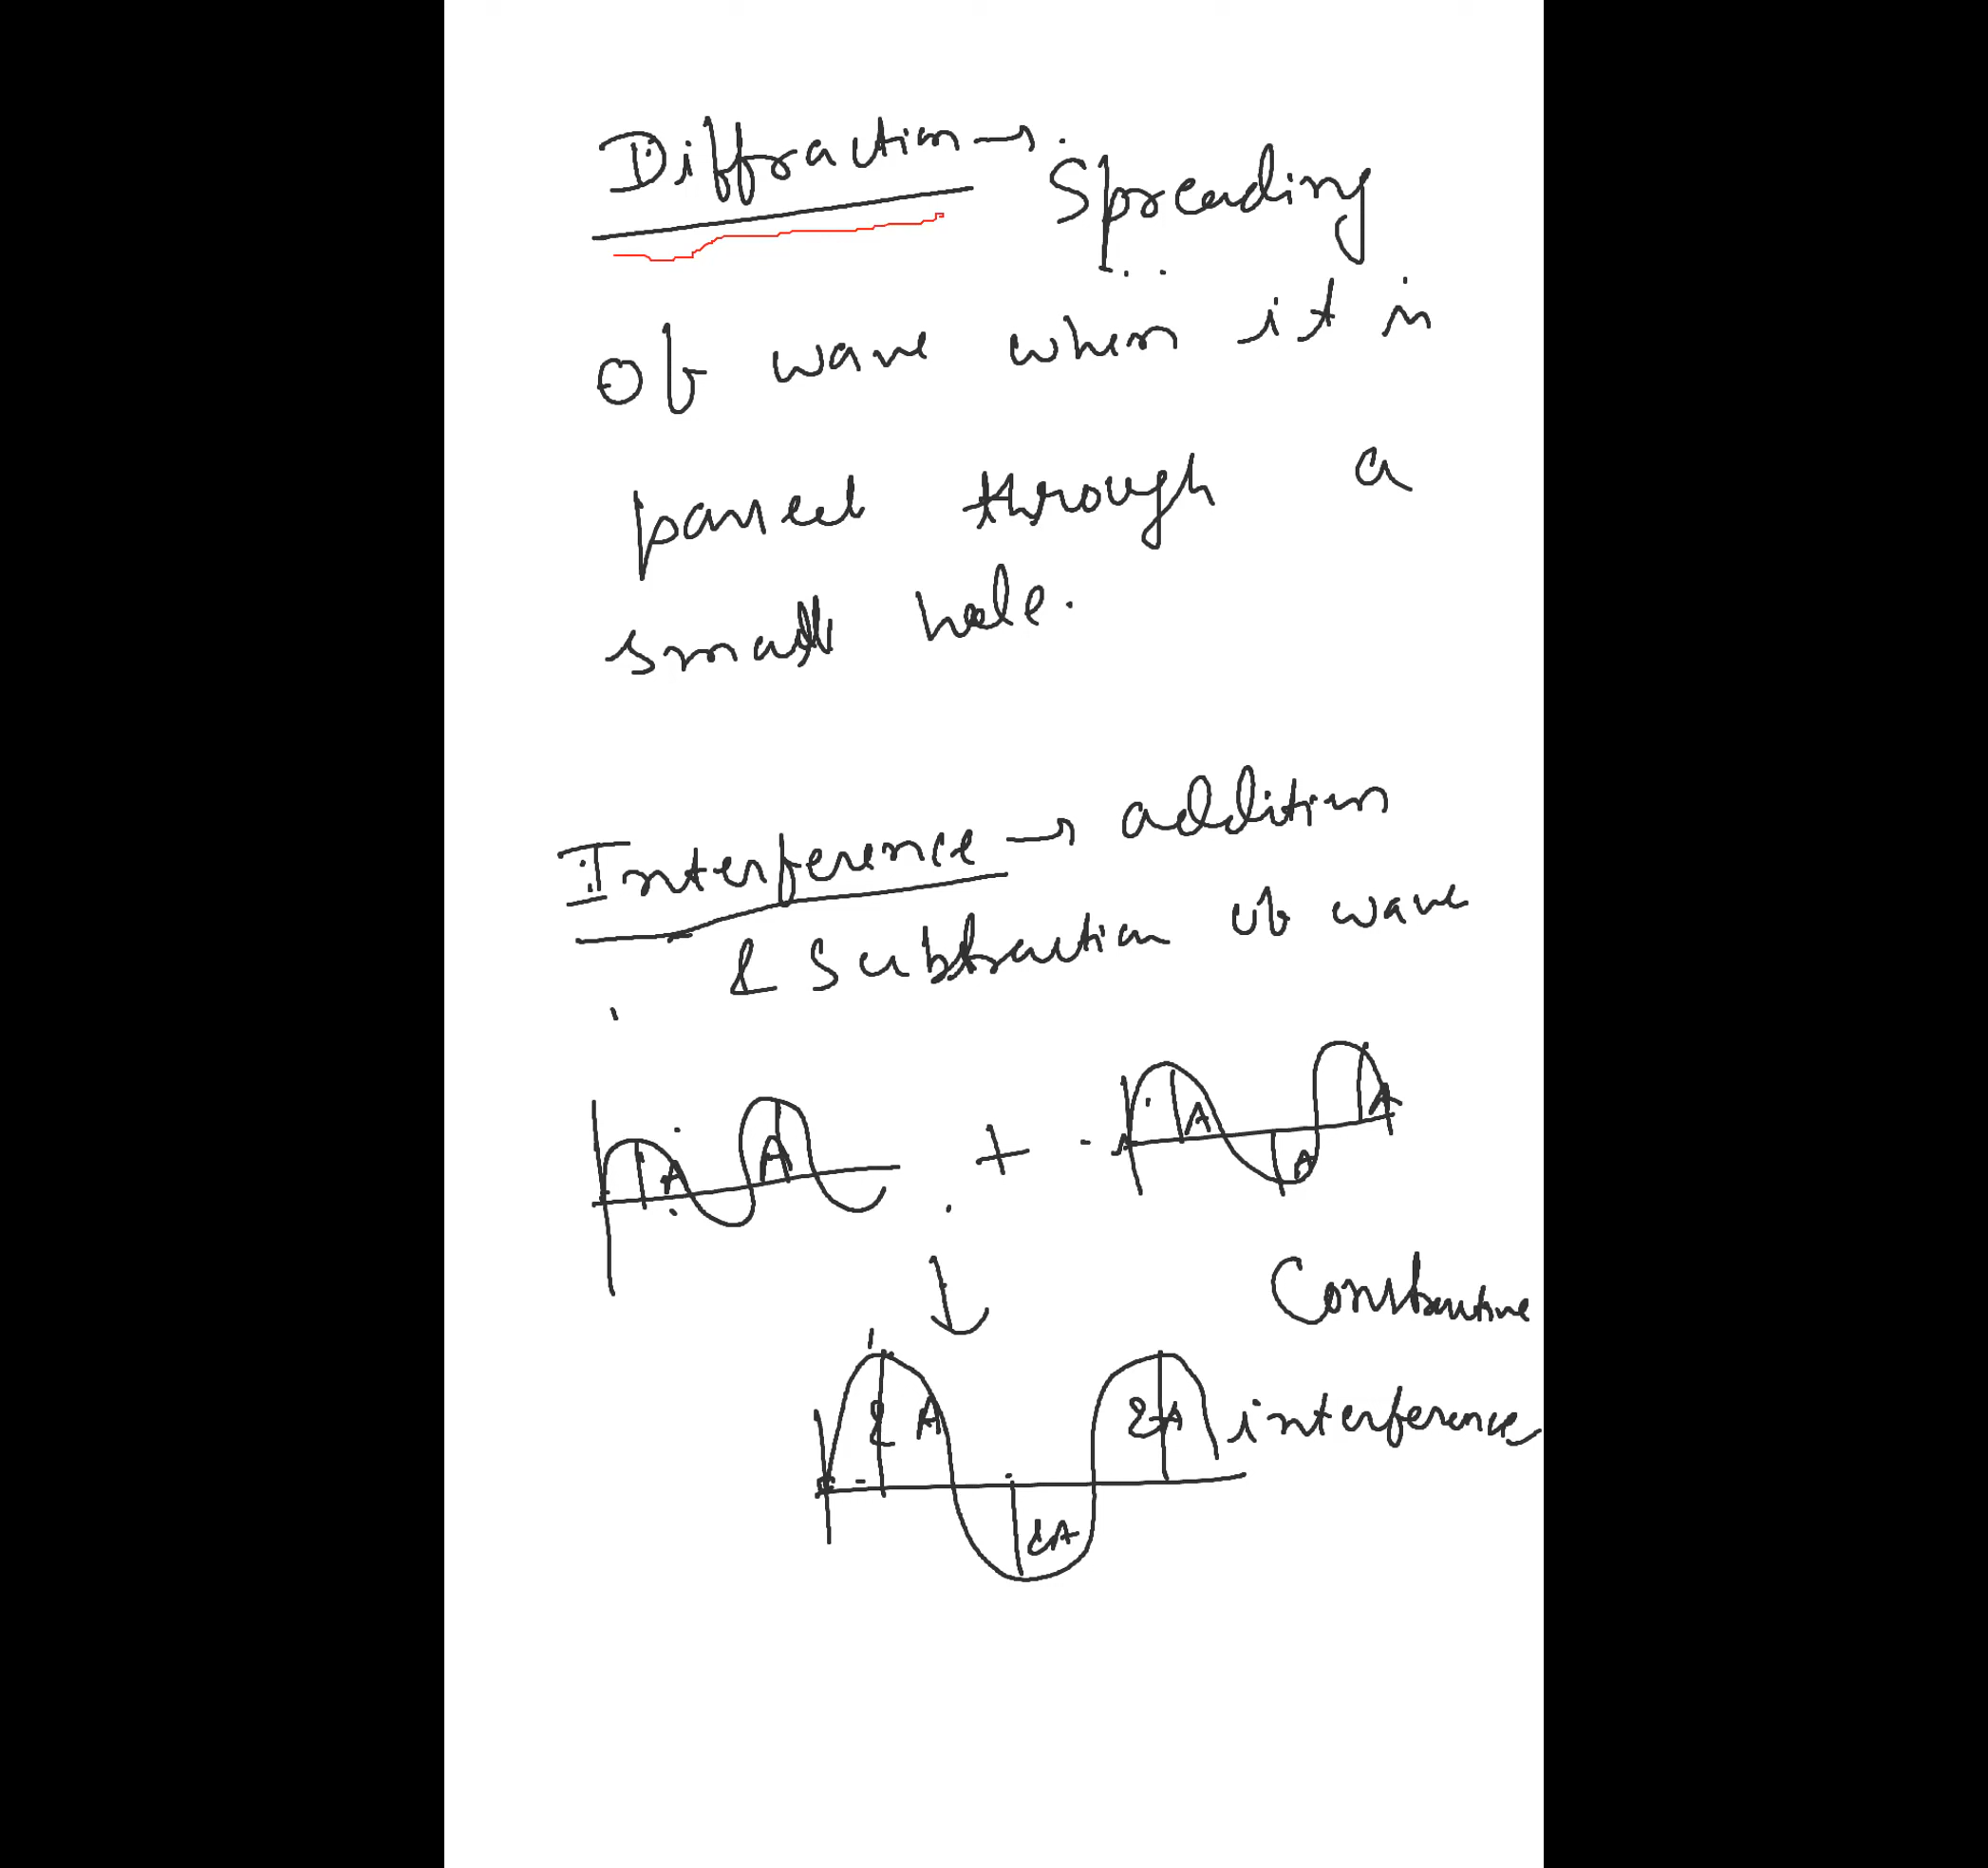 Diffraction → Spreading
of wave when it is
passed through a
small hole.
Interference → addition
& Subtraction of wave
A A + A A A
Constructive
2A 2A interference
2A